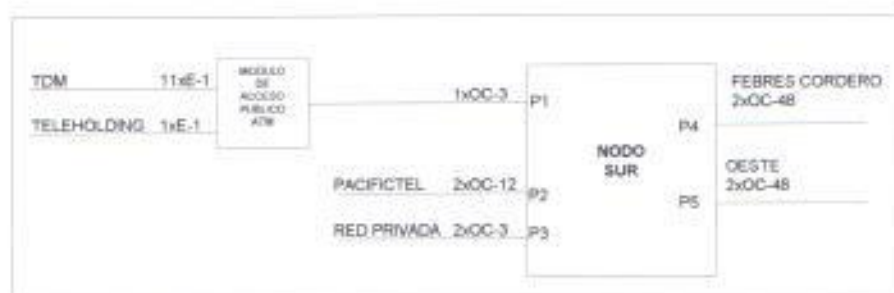 TDM 11xE-1
TELEHOLDING 1xE-1
MODULO
DE
ACCESO
PUBLICO
ATM
1xOC-3 P1
PACIFICTEL 2xOC-12 P2
RED PRIVADA 2xOC-3 P3
NODO
SUR
FEBRES CORDERO
2xOC-48
P4
OESTE
2xOC-48
P5